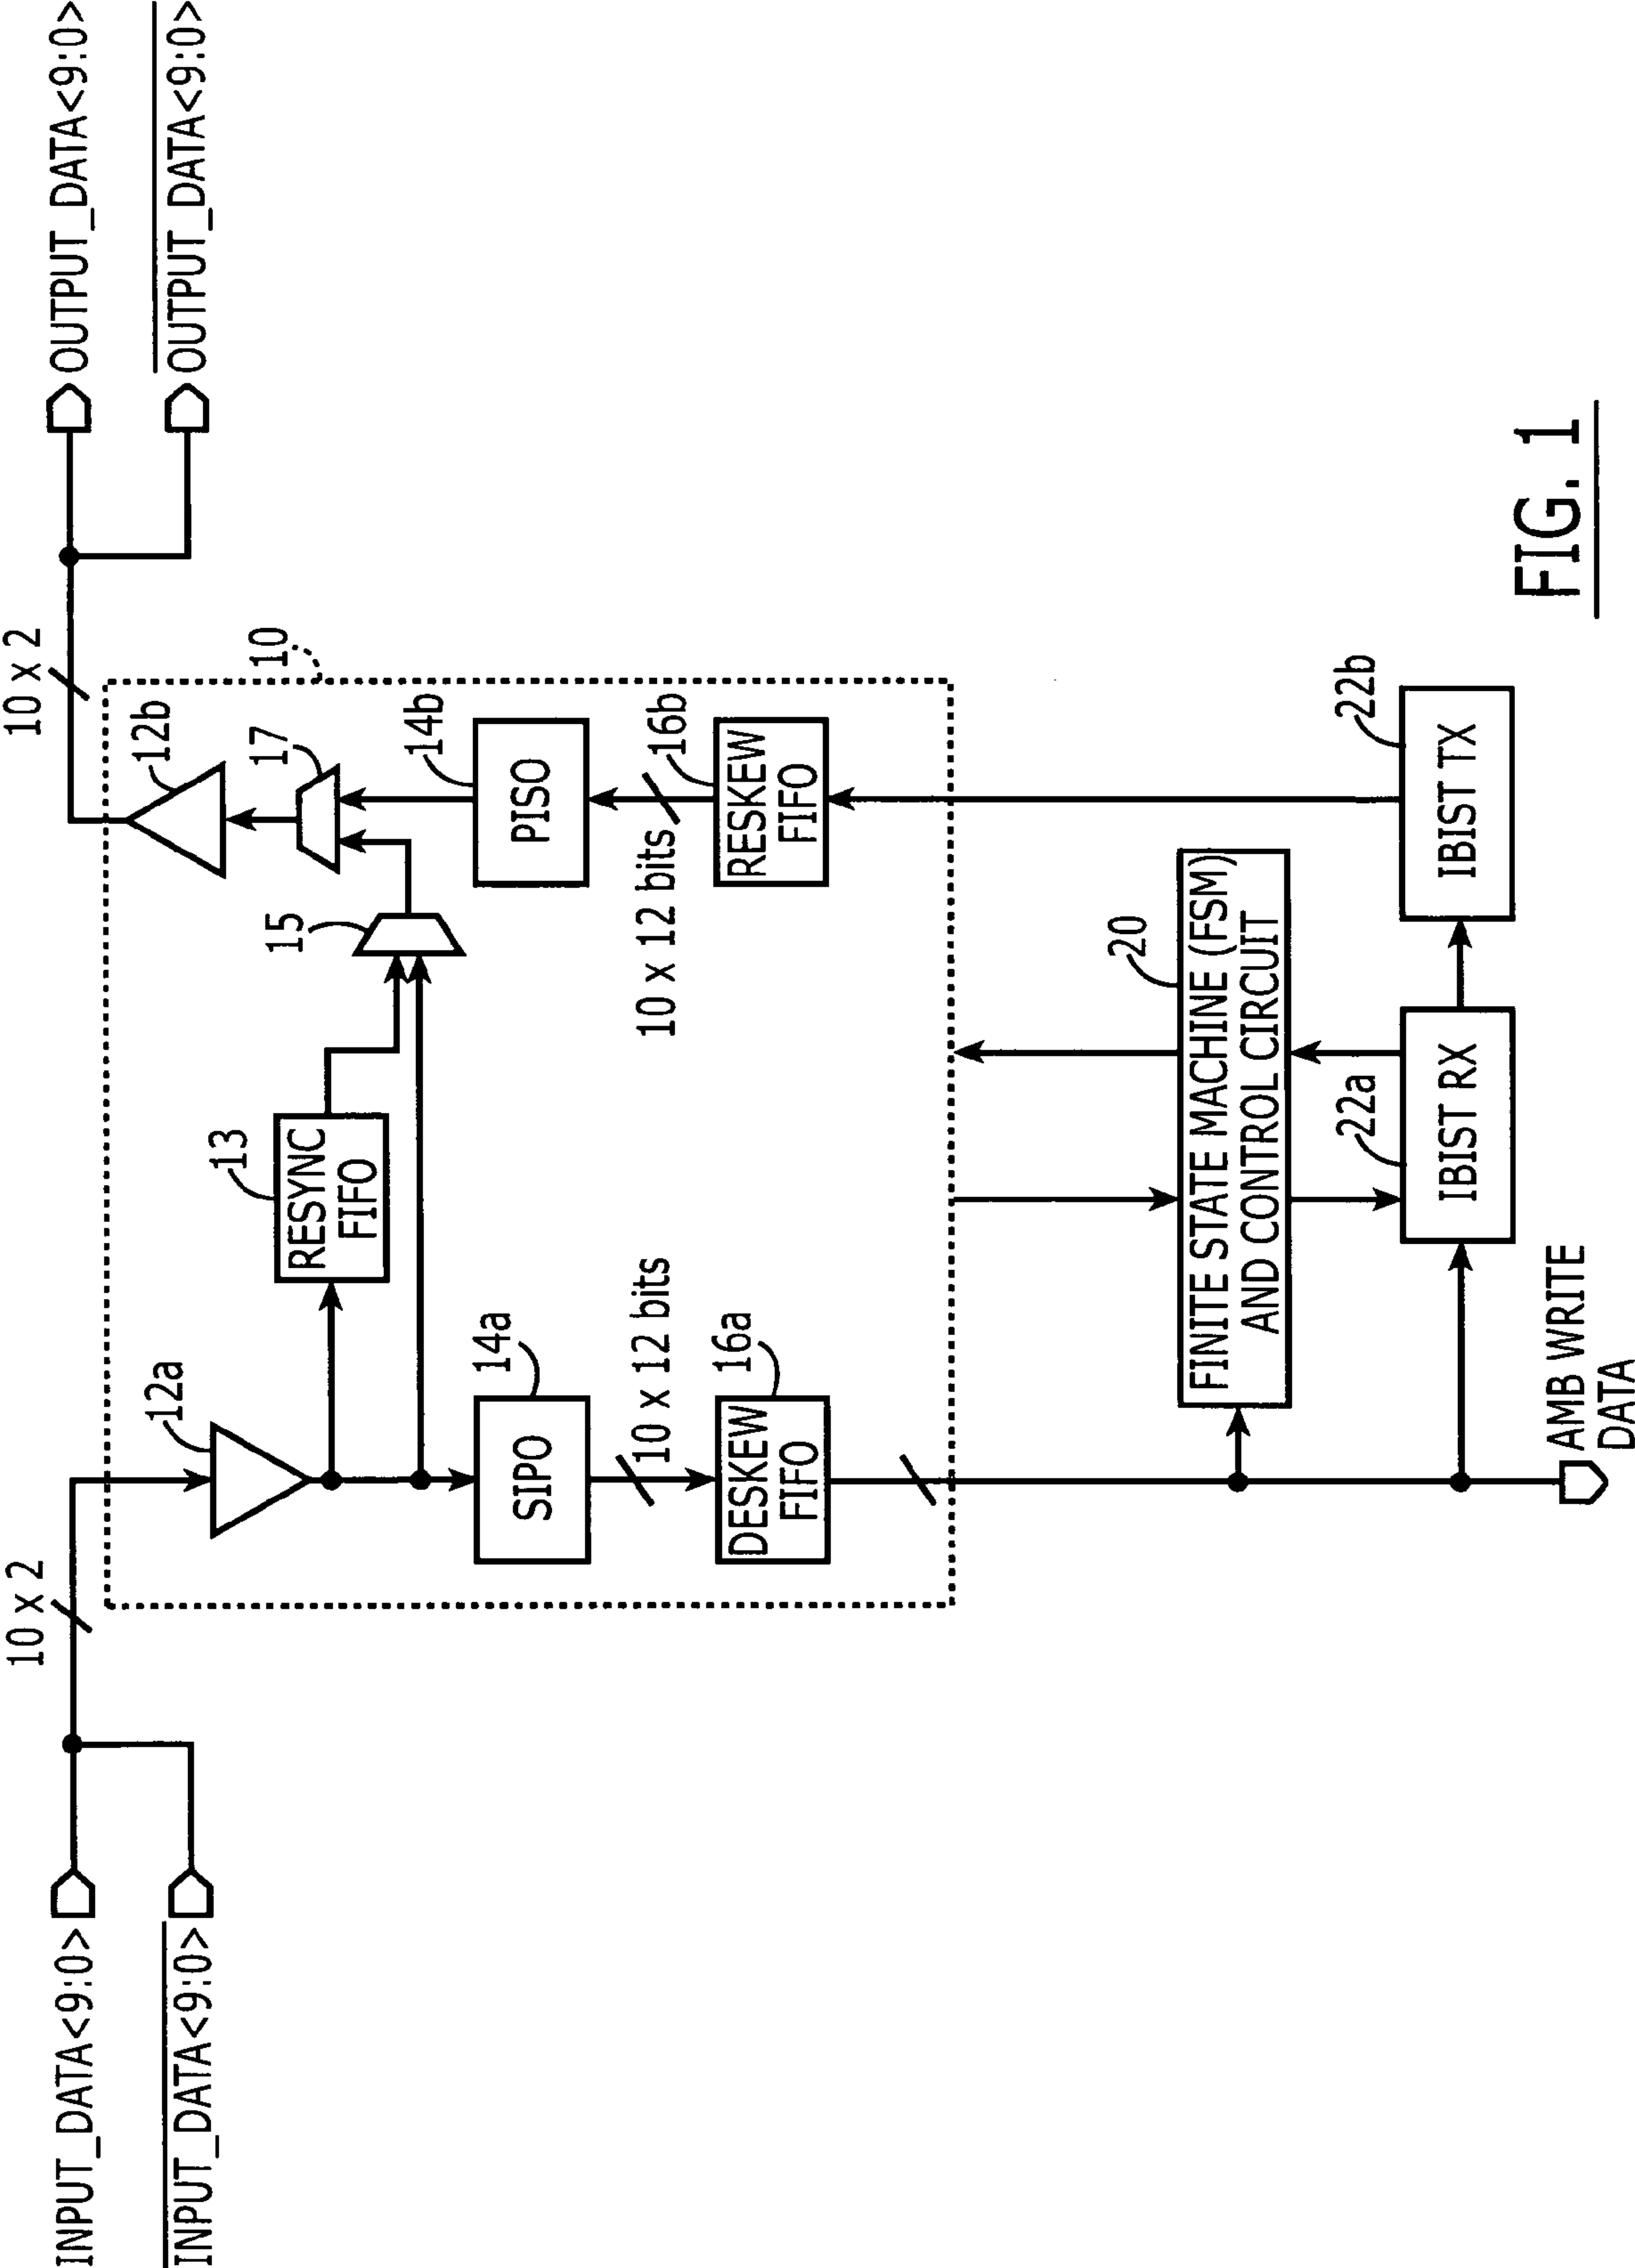 10 x 2
10 x 2
INPUT_DATA<9:0>
INPUT_DATA<9:0>
OUTPUT_DATA<9:0>
OUTPUT_DATA<9:0>
12a
12b
10
13
RESYNC
FIFO
15
17
14a
SIPO
14b
PISO
10 x 12 bits
10 x 12 bits
16a
DESKEW
FIFO
16b
RESKEW
FIFO
20
FINITE STATE MACHINE (FSM)
AND CONTROL CIRCUIT
22a
IBIST RX
22b
IBIST TX
AMB WRITE
DATA
FIG. 1